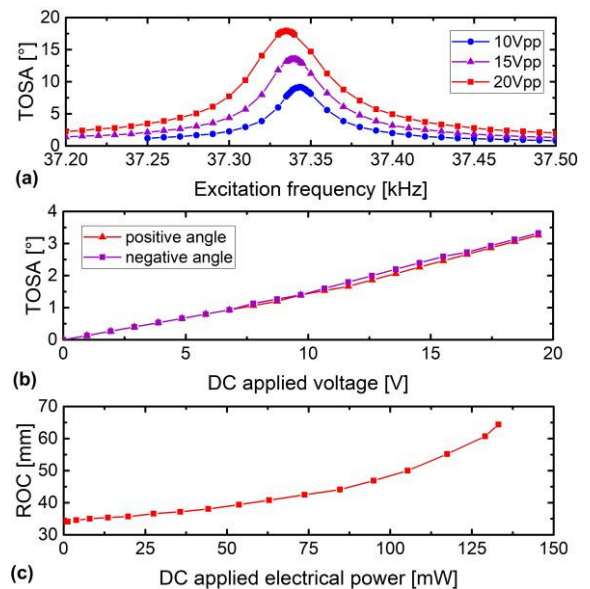 20
15
10
5
0
TOSA [°]
10Vpp
15Vpp
20Vpp
37.20 37.25 37.30 37.35 37.40 37.45 37.50
(a)
Excitation frequency [kHz]
4
3
2
1
0
TOSA [°]
positive angle
negative angle
0 5 10 15 20
(b)
DC applied voltage [V]
70
60
50
40
30
ROC [mm]
0 25 50 75 100 125 150
(c)
DC applied electrical power [mW]